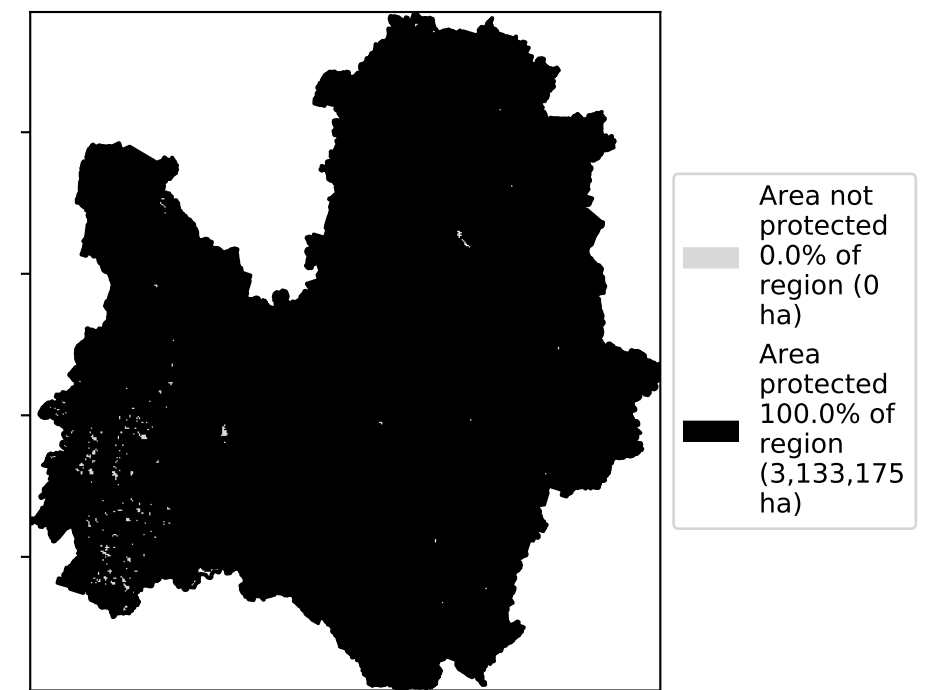 Area not
protected
0.0% of
region (0
ha)
Area
protected
100.0% of
region
(3,133,175
ha)